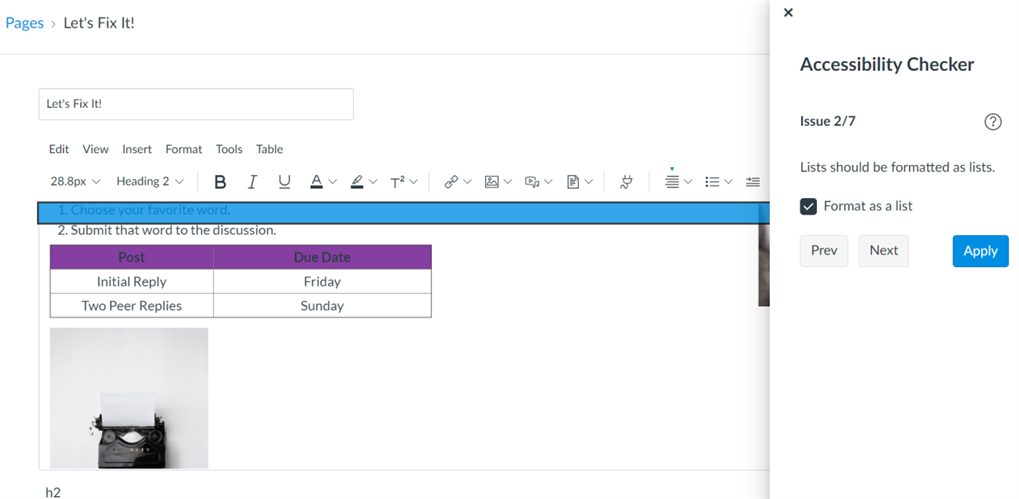 Pages › Let's Fix It!
Let's Fix It!
Edit View Insert Format Tools Table
28.8px Heading 2 B I U A T²
1. Choose your favorite word.
2. Submit that word to the discussion.
Post Due Date
Initial Reply Friday
Two Peer Replies Sunday
h2
Accessibility Checker
Issue 2/7
Lists should be formatted as lists.
Format as a list
Prev Next Apply